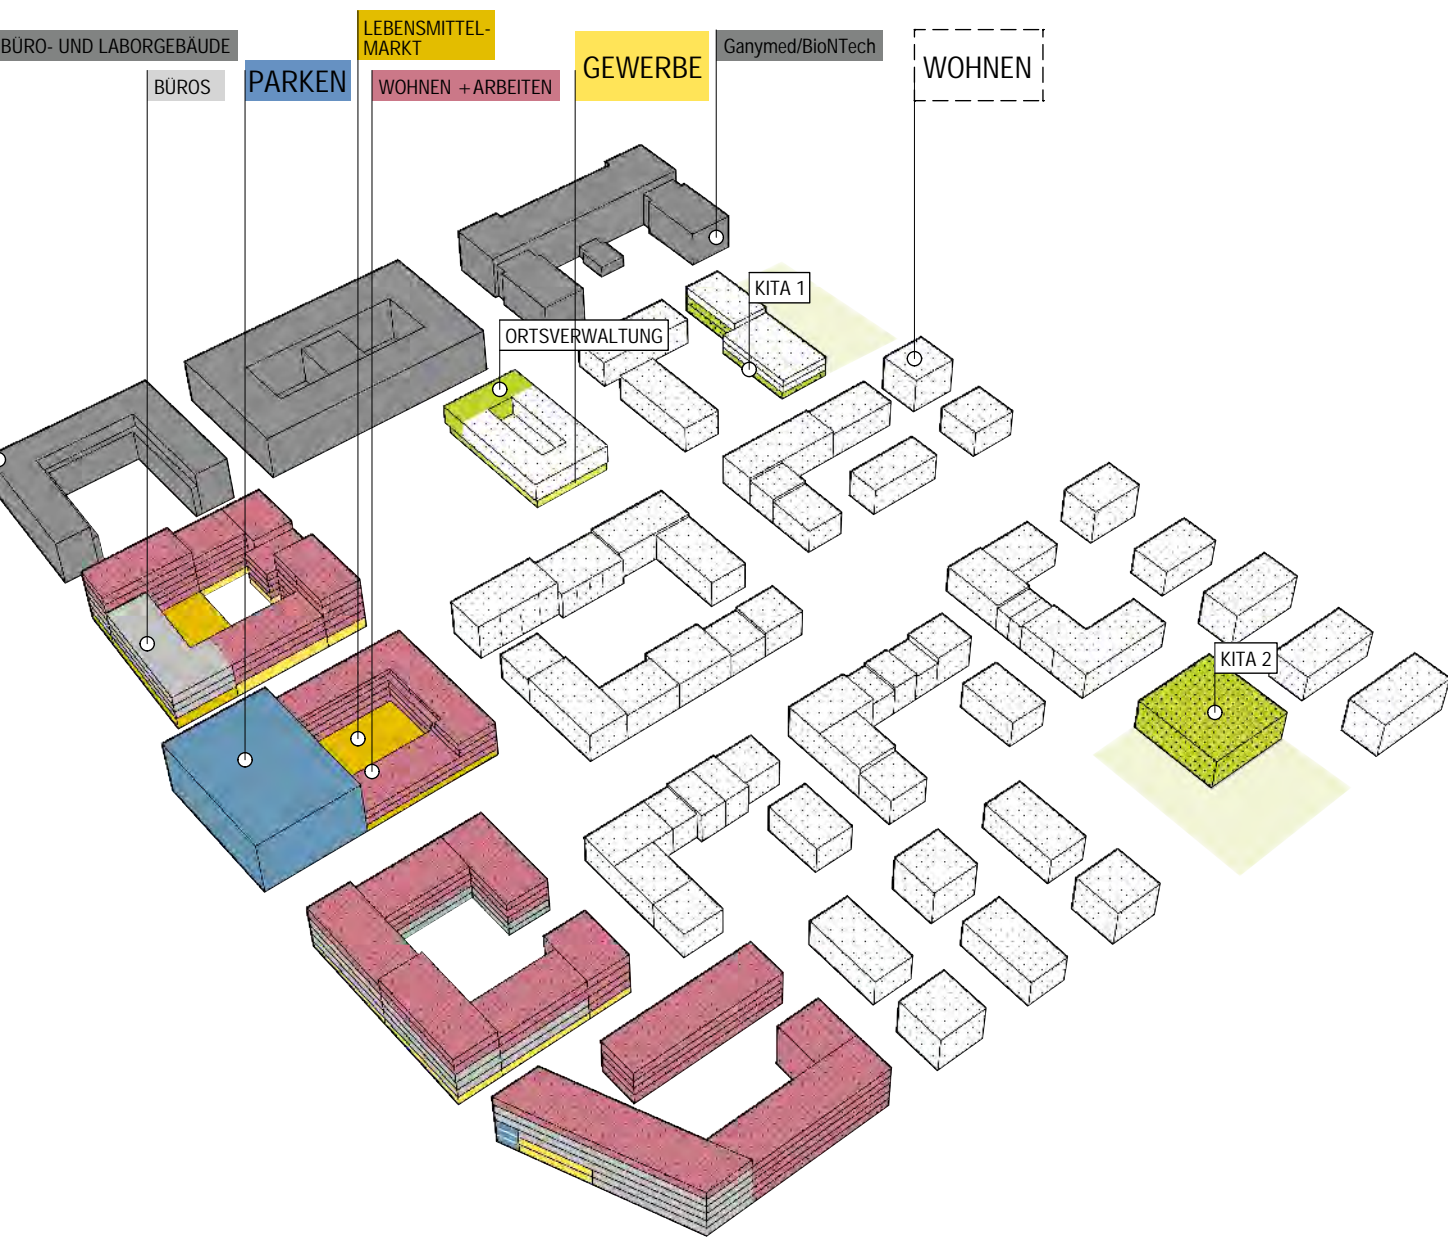 BÜRO- UND LABORGEBÄUDE
BÜROS
PARKEN
LEBENSMITTEL-
MARKT
WOHNEN + ARBEITEN
GEWERBE
Ganymed/BioNTech
WOHNEN
KITA 1
ORTSVERWALTUNG
KITA 2